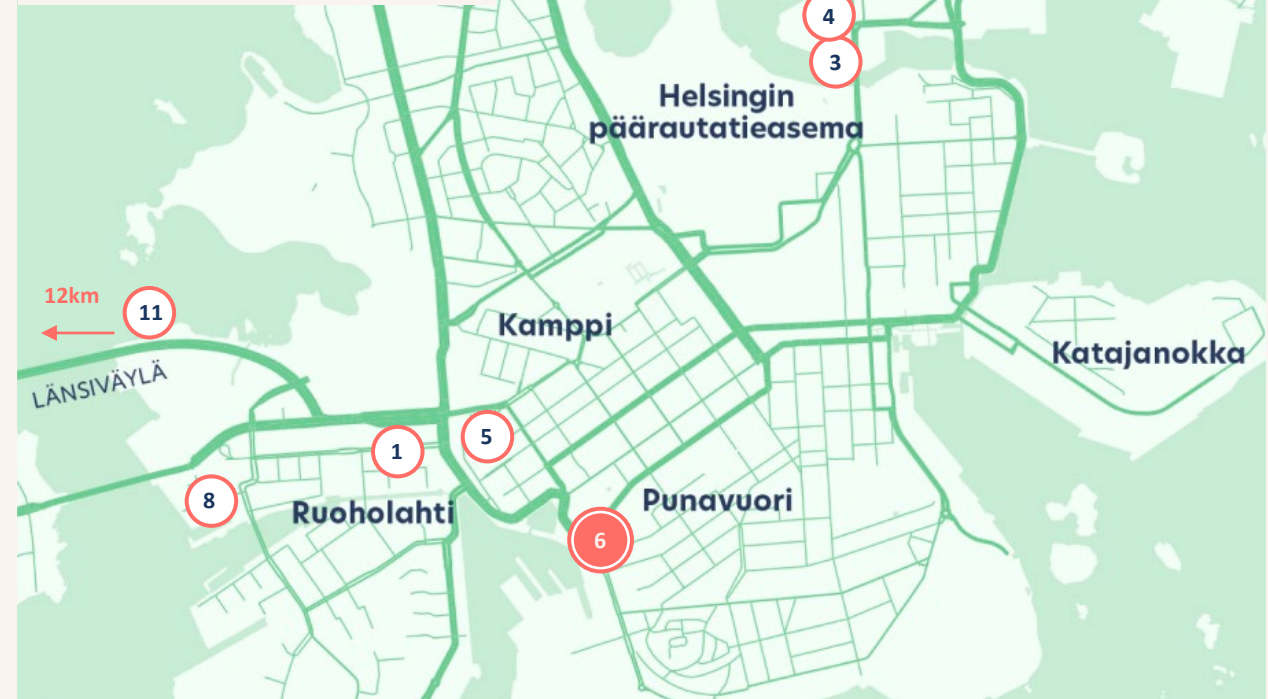 4
3
Helsingin
päärautatieasema
12km
11
Kamppi
Katajanokka
LÄNSIVÄYLÄ
5
1
8
Ruoholahti
Punavuori
6